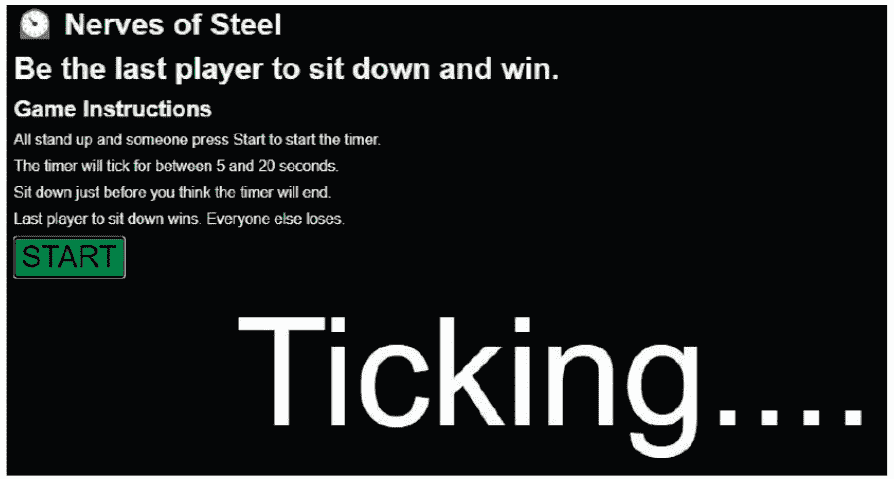 Nerves of Steel
Be the last player to sit down and win.
Game Instructions
All stand up and someone press Start to start the timer.
The timer will tick for between 5 and 20 seconds.
Sit down just before you think the timer will end.
Last player to sit down wins. Everyone else loses.
START
Ticking....